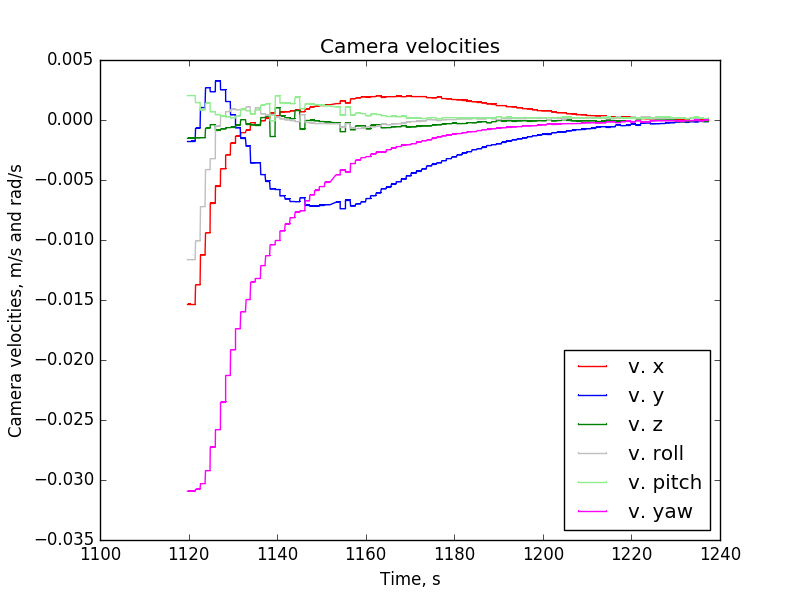 Camera velocities
0.005
0.000
−0.005
−0.010
−0.015
−0.020
−0.025
−0.030
−0.035
Camera velocities, m/s and rad/s
v. x
v. y
v. z
v. roll
v. pitch
v. yaw
1100 1120 1140 1160 1180 1200 1220 1240
Time, s